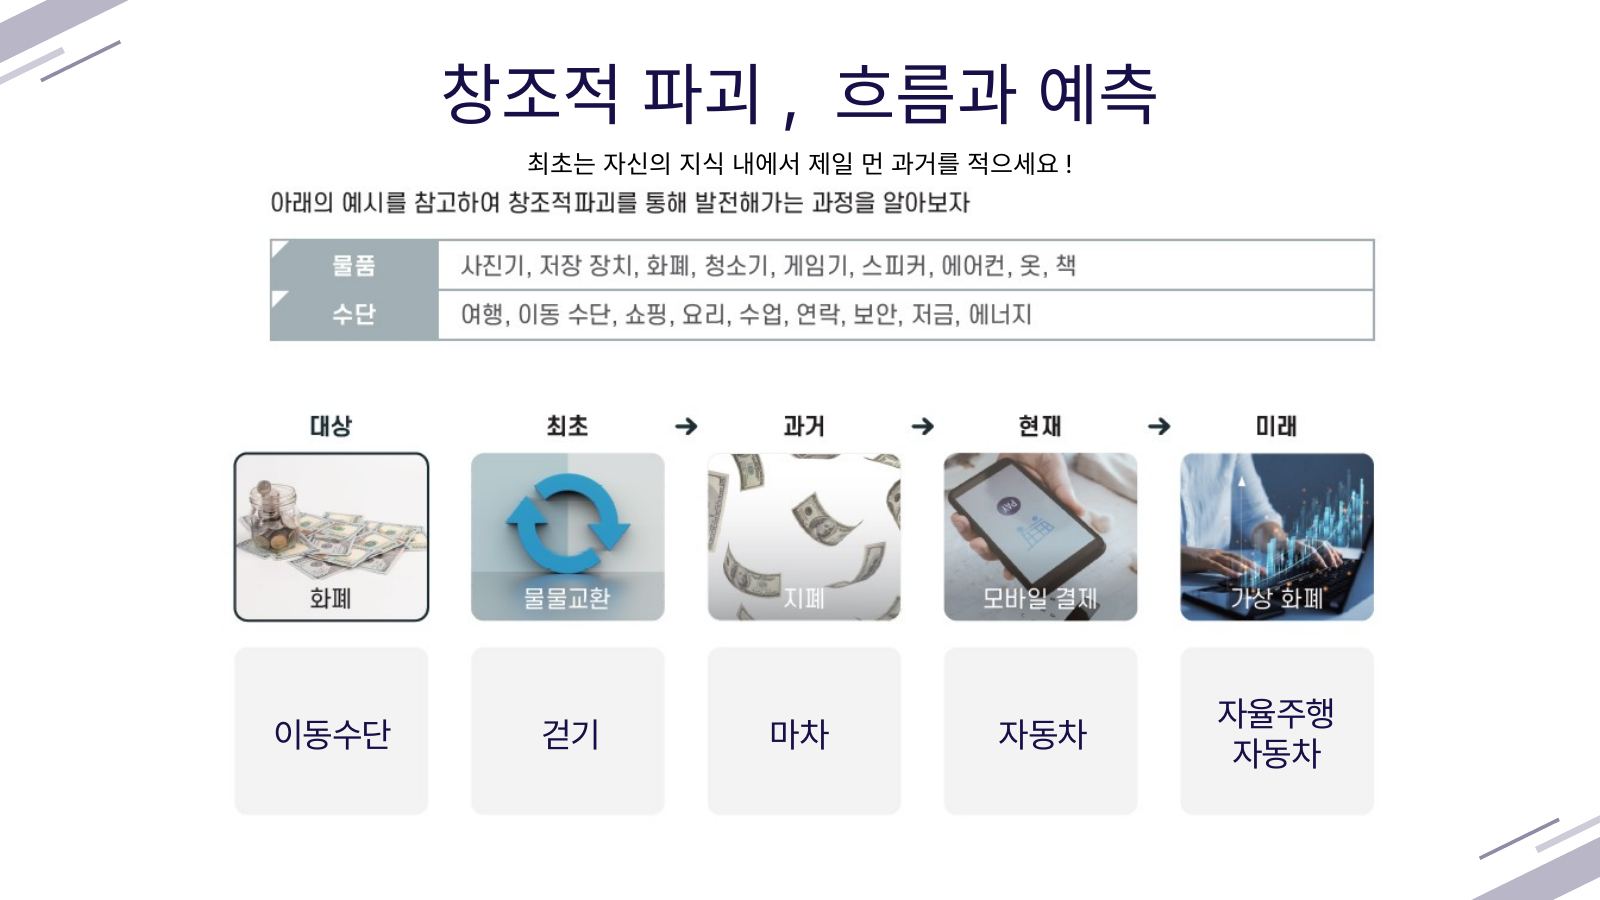 창조적 파괴 , 흐름과 예측
최초는 자신의 지식 내에서 제일 먼 과거를 적으세요 !
아래의 예시를 참고하여 창조적파괴를 통해 발전해가는 과정을 알아보자
물품 사진기, 저장 장치, 화폐, 청소기, 게임기, 스피커, 에어컨, 옷, 책
수단 여행, 이동 수단, 쇼핑, 요리, 수업, 연락, 보안, 저금, 에너지
대상 최초 → 과거 → 현재 → 미래
PAY
화폐 물물교환 지폐 모바일 결제 가상 화폐
이동수단 걷기 마차 자동차 자율주행
자동차